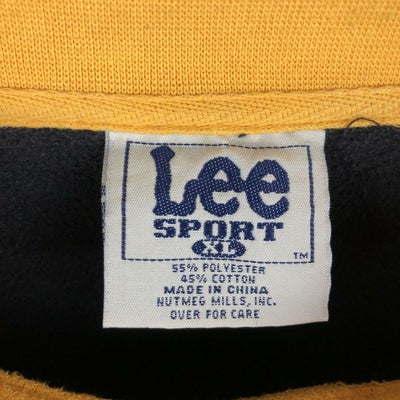 Lee
SPORT
XL
TM
55% POLYESTER
45% COTTON
MADE IN CHINA
NUTMEG MILLS, INC.
OVER FOR CARE